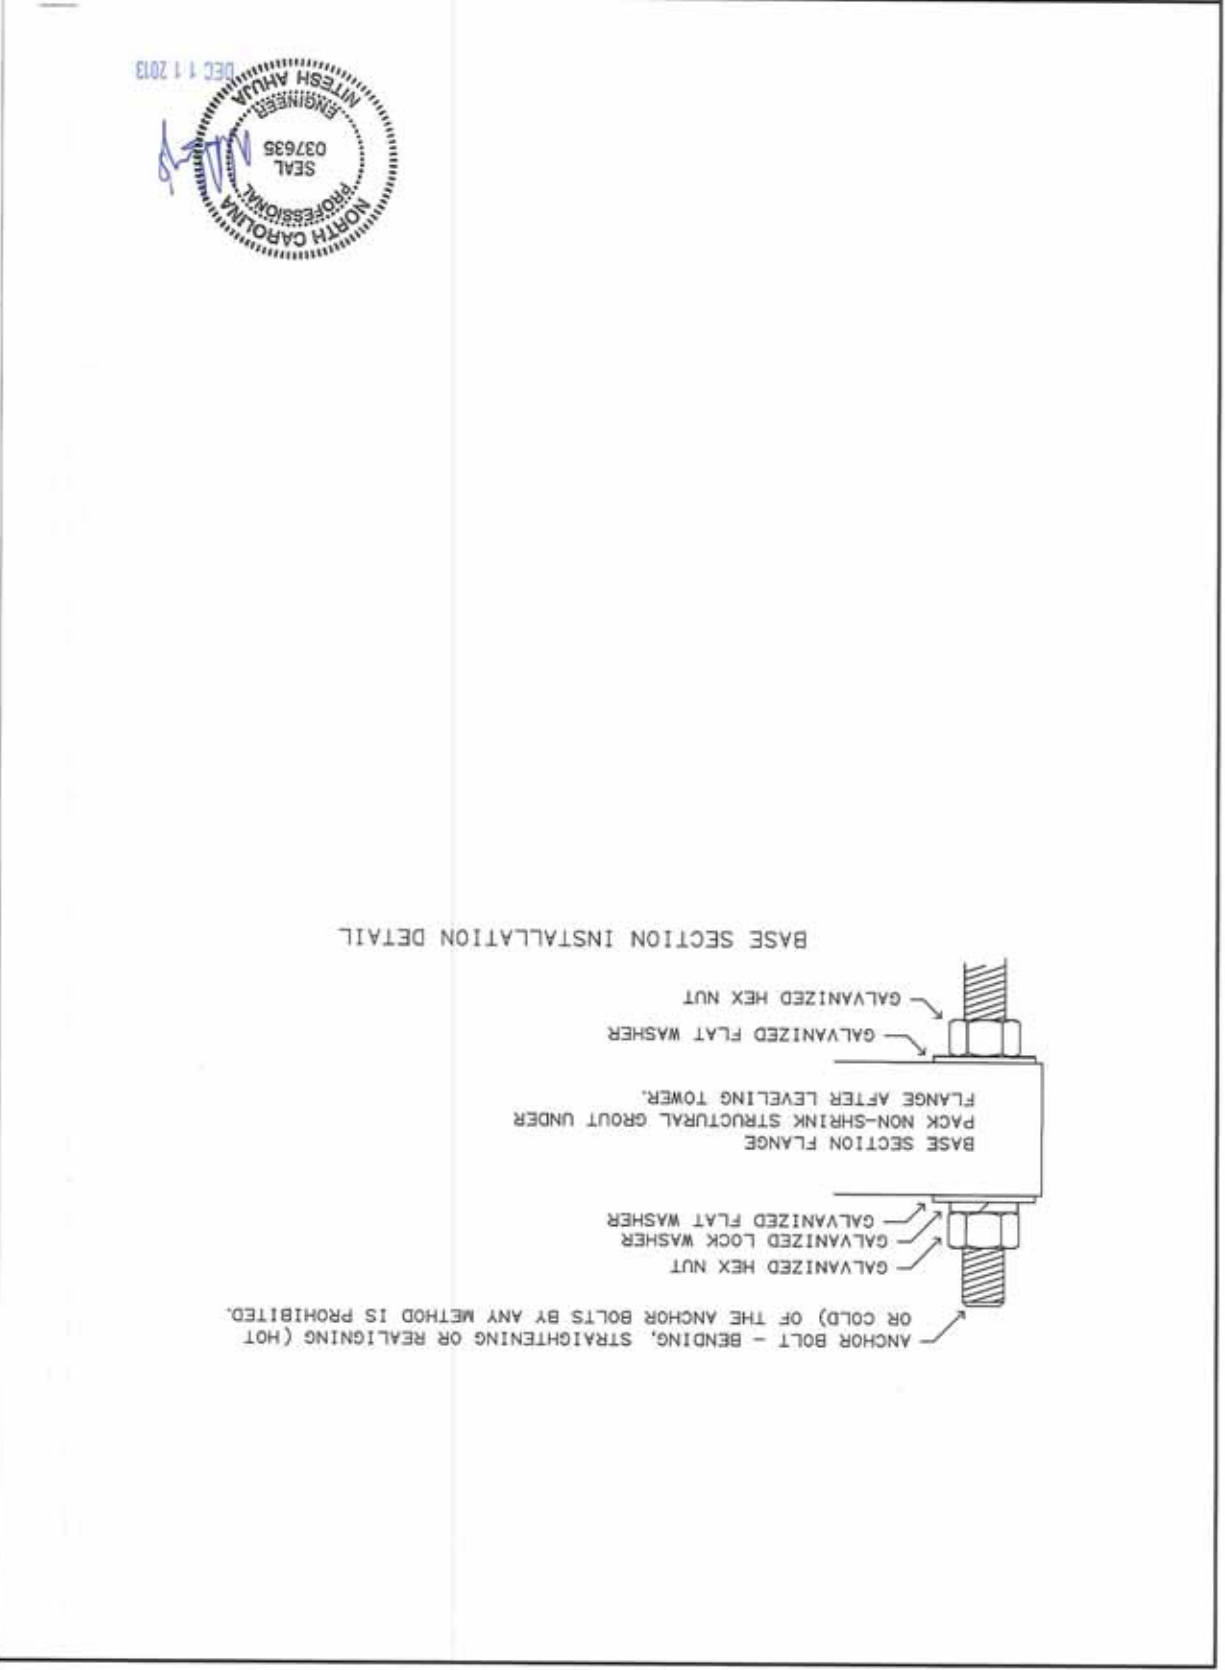 ANCHOR BOLT - BENDING, STRAIGHTENING OR REALIGNING (HOT
OR COLD) OF THE ANCHOR BOLTS BY ANY METHOD IS PROHIBITED.
GALVANIZED HEX NUT
GALVANIZED LOCK WASHER
GALVANIZED FLAT WASHER
BASE SECTION FLANGE
PACK NON-SHRINK STRUCTURAL GROUT UNDER
FLANGE AFTER LEVELING TOWER.
GALVANIZED FLAT WASHER
GALVANIZED HEX NUT
BASE SECTION INSTALLATION DETAIL
NORTH CAROLINA
PROFESSIONAL
SEAL
037635
ENGINEER
NITESH AHUJA
DEC 11 2013